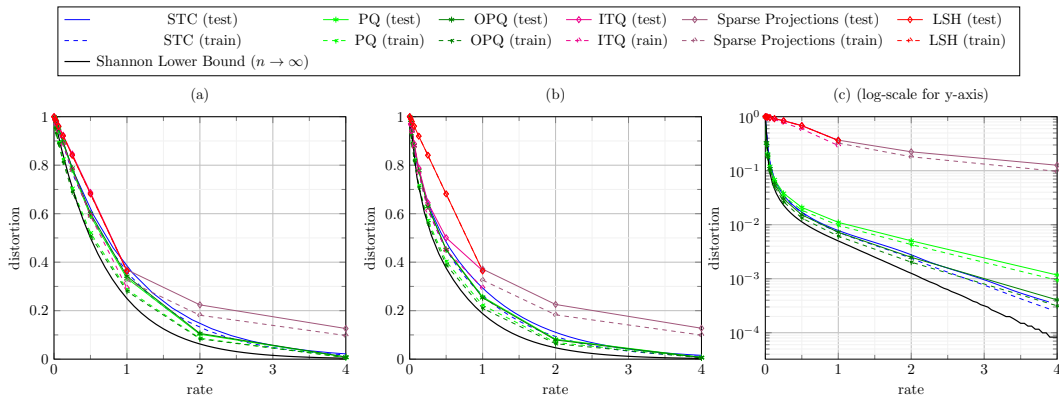 STC (test) PQ (test) OPQ (test) ITQ (test) Sparse Projections (test) LSH (test)
STC (train) PQ (train) OPQ (train) ITQ (rain) Sparse Projections (train) LSH (train)
Shannon Lower Bound (n → ∞)
(a)
1
0.8
0.6
0.4
0.2
0
distortion
0 1 2 3 4
rate
(b)
1
0.8
0.6
0.4
0.2
0
distortion
0 1 2 3 4
rate
(c) (log-scale for y-axis)
10^0
10^−1
10^−2
10^−3
10^−4
distortion
0 1 2 3 4
rate